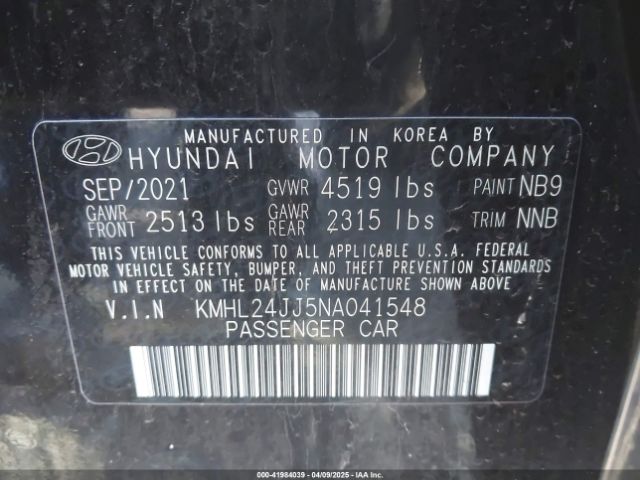 MANUFACTURED IN KOREA BY
HYUNDAI MOTOR COMPANY
SEP/2021 GVWR 4519 lbs PAINT NB9
GAWR FRONT 2513 lbs GAWR REAR 2315 lbs TRIM NNB
THIS VEHICLE CONFORMS TO ALL APPLICABLE U.S.A. FEDERAL
MOTOR VEHICLE SAFETY, BUMPER, AND THEFT PREVENTION STANDARDS
IN EFFECT ON THE DATE OF MANUFACTURE SHOWN ABOVE
V.I.N KMHL24JJ5NA041548
PASSENGER CAR
000-41984039 - 04/09/2025 - IAAI.COM